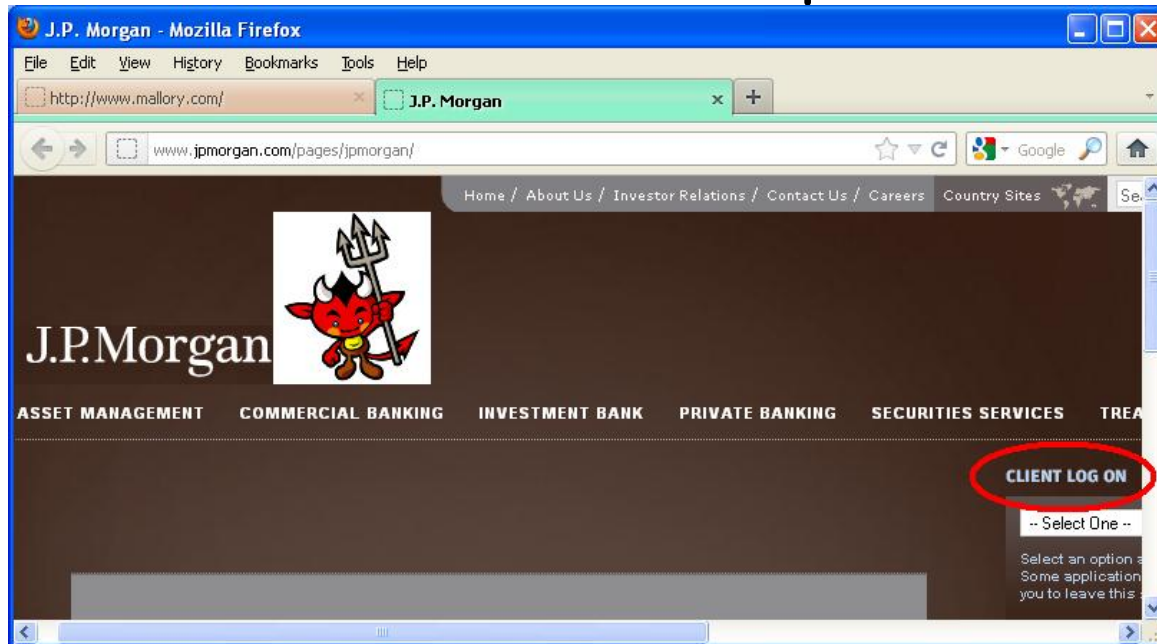 J.P. Morgan - Mozilla Firefox
File Edit View History Bookmarks Tools Help
http://www.mallory.com/ J.P. Morgan
www.jpmorgan.com/pages/jpmorgan/ Google
Home / About Us / Investor Relations / Contact Us / Careers Country Sites
J.P.Morgan
ASSET MANAGEMENT COMMERCIAL BANKING INVESTMENT BANK PRIVATE BANKING SECURITIES SERVICES
CLIENT LOG ON
-- Select One --
Select an option
Some application
you to leave this